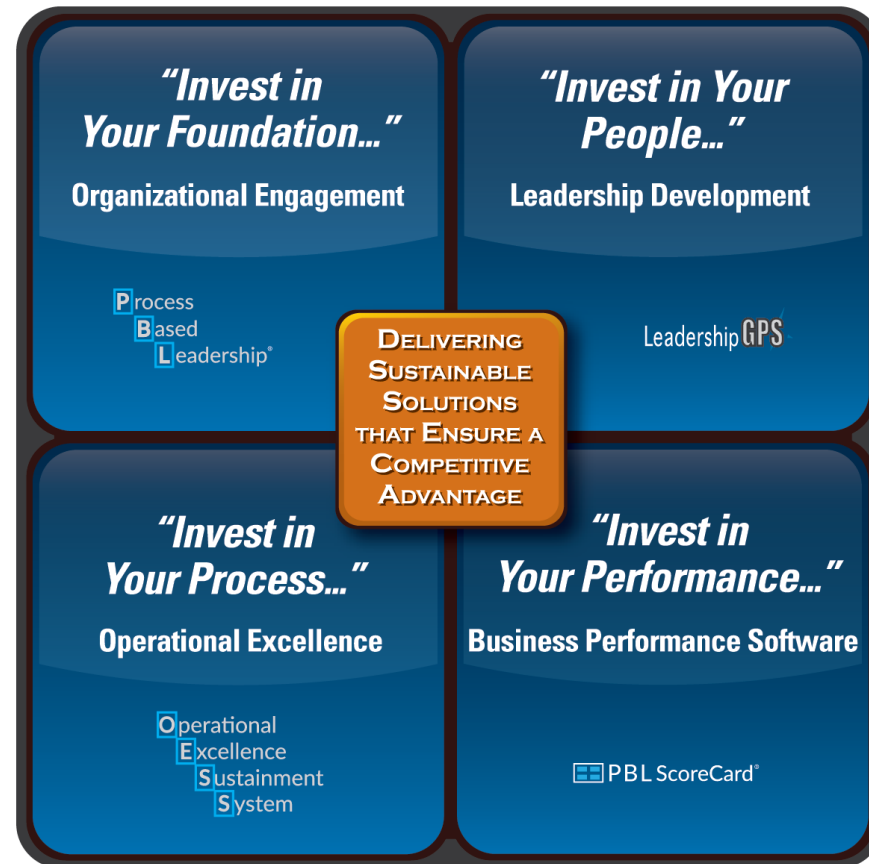 “Invest in
Your Foundation...”
Organizational Engagement
Process
Based
Leadership®
“Invest in Your
People...”
Leadership Development
Leadership GPS
DELIVERING
SUSTAINABLE
SOLUTIONS
THAT ENSURE A
COMPETITIVE
ADVANTAGE
“Invest in
Your Process...”
Operational Excellence
Operational
Excellence
Sustainment
System
“Invest in
Your Performance...”
Business Performance Software
PBL ScoreCard®